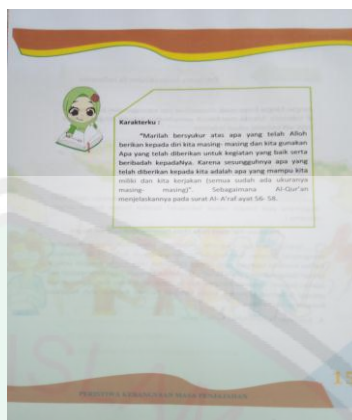 Karakterku :
"Marilah bersyukur atas apa yang telah Alloh
berikan kepada diri kita masing- masing dan kita gunakan
Apa yang telah diberikan untuk kegiatan yang baik serta
beribadah kepadaNya. Karena sesungguhnya apa yang
telah diberikan kepada kita adalah apa yang mampu kita
miliki dan kita kerjakan (semua sudah ada ukuranya
masing- masing)". Sebagaimana Al-Qur'an
menjelaskannya pada surat Al- A'raf ayat 56- 58.
15